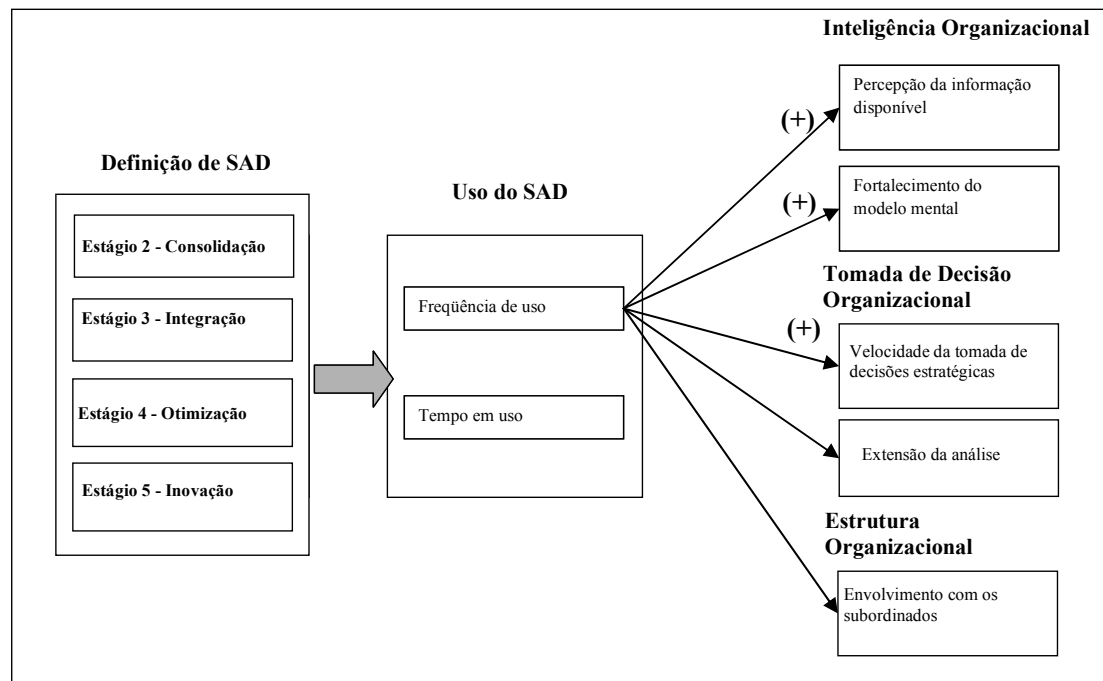 Definição de SAD
Estágio 2 - Consolidação
Estágio 3 - Integração
Estágio 4 - Otimização
Estágio 5 - Inovação
Uso do SAD
Freqüência de uso
Tempo em uso
(+)
(+)
(+)
Inteligência Organizacional
Percepção da informação
disponível
Fortalecimento do
modelo mental
Tomada de Decisão
Organizacional
Velocidade da tomada de
decisões estratégicas
Extensão da análise
Estrutura
Organizacional
Envolvimento com os
subordinados